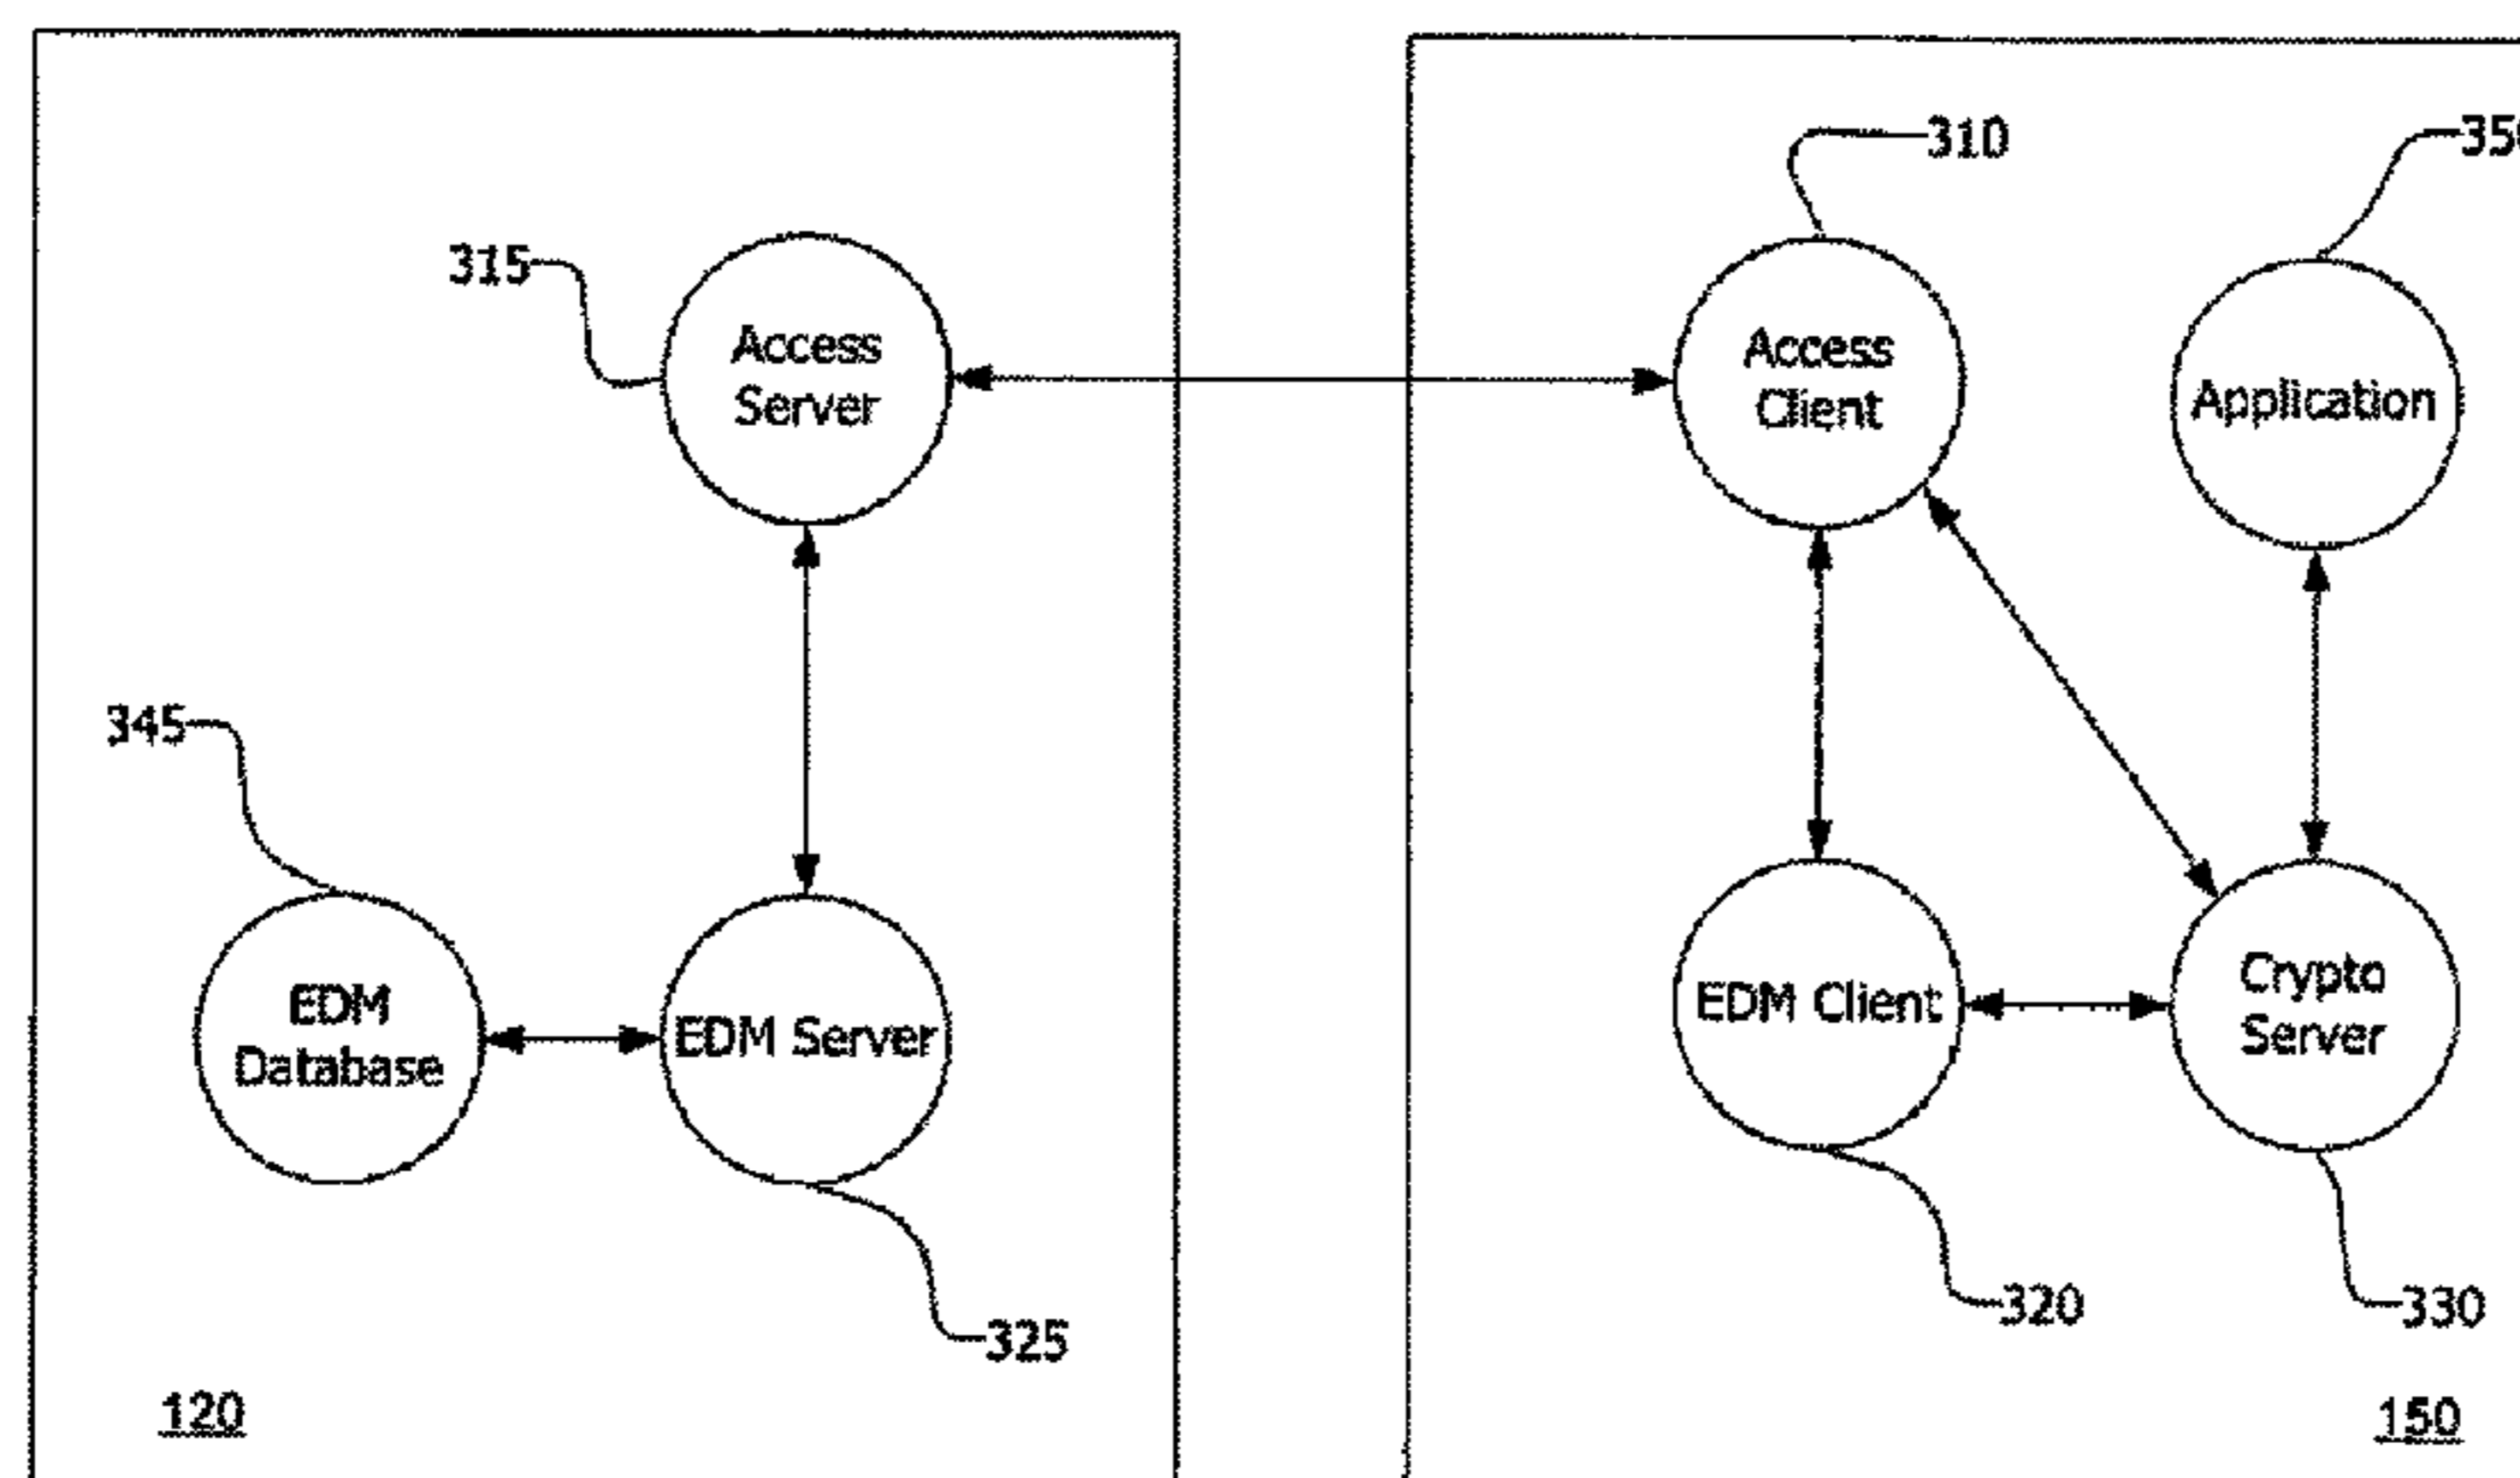 310
315
Access
Server
Access
Client
Application
345
EDM
Database
EDM Server
EDM Client
Crypto
Server
320
330
325
120
150